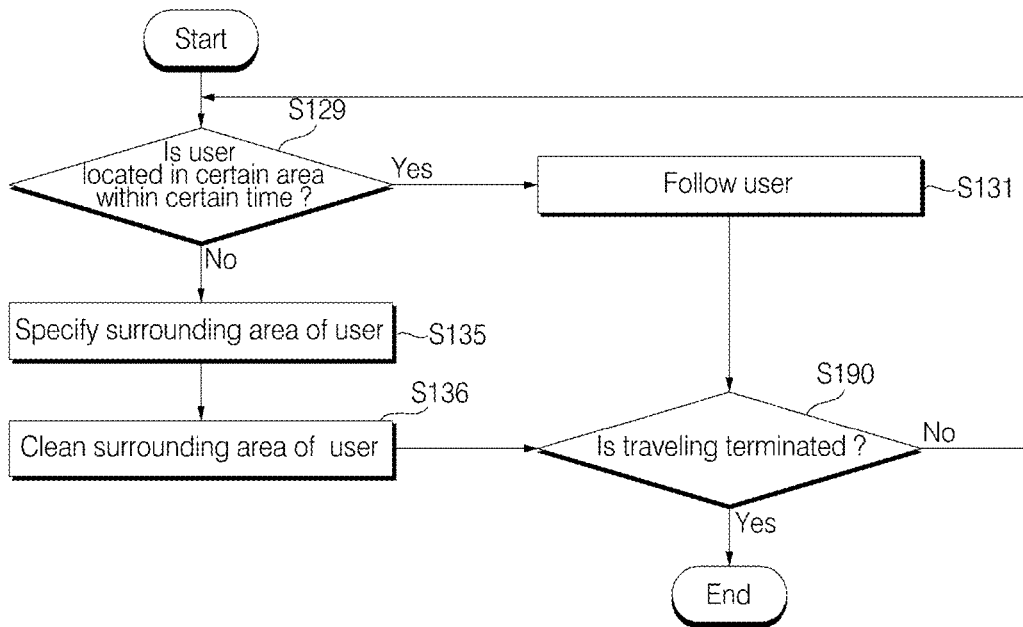 Start
S129
Is user
located in certain area
within certain time ?
Yes
Follow user
S131
No
Specify surrounding area of user
S135
S136
Clean surrounding area of user
S190
Is traveling terminated ?
No
Yes
End